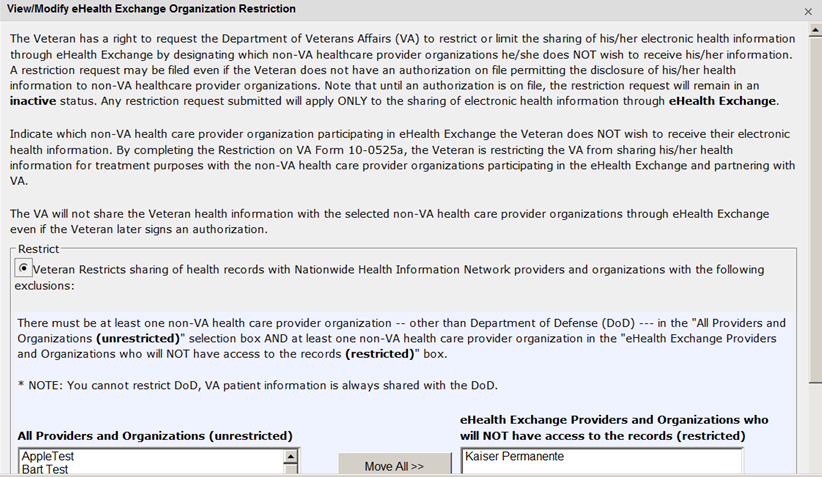 View/Modify eHealth Exchange Organization Restriction
The Veteran has a right to request the Department of Veterans Affairs (VA) to restrict or limit the sharing of his/her electronic health information
through eHealth Exchange by designating which non-VA healthcare provider organizations he/she does NOT wish to receive his/her information.
A restriction request may be filed even if the Veteran does not have an authorization on file permitting the disclosure of his/her health
information to non-VA healthcare provider organizations. Note that until an authorization is on file, the restriction request will remain in an
inactive status. Any restriction request submitted will apply ONLY to the sharing of electronic health information through eHealth Exchange.
Indicate which non-VA health care provider organization participating in eHealth Exchange the Veteran does NOT wish to receive their electronic
health information. By completing the Restriction on VA Form 10-0525a, the Veteran is restricting the VA from sharing his/her health
information for treatment purposes with the non-VA health care provider organizations participating in the eHealth Exchange and partnering with
VA.
The VA will not share the Veteran health information with the selected non-VA health care provider organizations through eHealth Exchange
even if the Veteran later signs an authorization.
Restrict
Veteran Restricts sharing of health records with Nationwide Health Information Network providers and organizations with the following
exclusions:
There must be at least one non-VA health care provider organization -- other than Department of Defense (DoD) --- in the "All Providers and
Organizations (unrestricted)" selection box AND at least one non-VA health care provider organization in the "eHealth Exchange Providers
and Organizations who will NOT have access to the records (restricted)" box.
* NOTE: You cannot restrict DoD, VA patient information is always shared with the DoD.
All Providers and Organizations (unrestricted)
AppleTest
Bart Test
Move All >>
eHealth Exchange Providers and Organizations who
will NOT have access to the records (restricted)
Kaiser Permanente